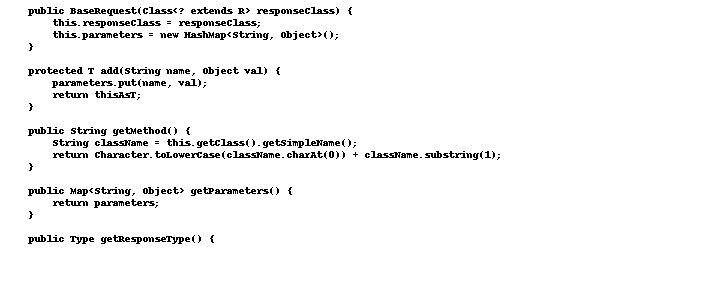 public BaseRequest(Class<? extends R> responseClass) {
this.responseClass = responseClass;
this.parameters = new HashMap<String, Object>();
}
protected T add(String name, Object val) {
parameters.put(name, val);
return thisAsT;
}
public String getMethod() {
String className = this.getClass().getSimpleName();
return Character.toLowerCase(className.charAt(0)) + className.substring(1);
}
public Map<String, Object> getParameters() {
return parameters;
}
public Type getResponseType() {